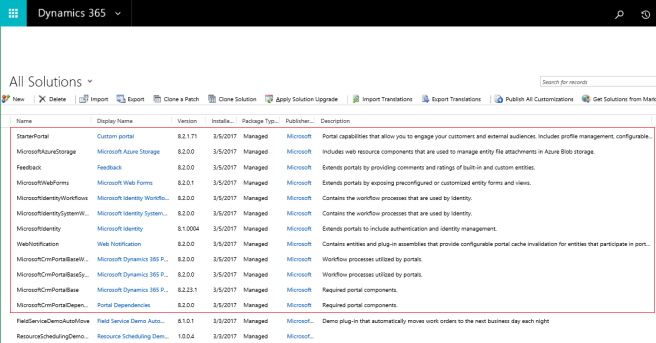 Dynamics 365
All Solutions
Search for records
New Delete Import Export Clone a Patch Clone Solution Apply Solution Upgrade Import Translations Export Translations Publish All Customizations Get Solutions from Mark
Name Display Name Version Installe... Package Typ... Publisher... Description
StarterPortal Custom portal 8.2.1.71 3/5/2017 Managed Microsoft Portal capabilities that allow you to engage your customers and external audiences. Includes profile management, configurable...
MicrosoftAzureStorage Microsoft Azure Storage 8.2.0.0 3/5/2017 Managed Microsoft Includes web resource components that are used to manage entity file attachments in Azure Blob storage.
Feedback Feedback 8.2.0.0 3/5/2017 Managed Microsoft Extends portals by providing comments and ratings of built-in and custom entities.
MicrosoftWebForms Microsoft Web Forms 8.2.0.1 3/5/2017 Managed Microsoft Extends portals by exposing preconfigured or customized entity forms and views.
MicrosoftIdentityWorkflows Microsoft Identity Workflo... 8.2.0.0 3/5/2017 Managed Microsoft Contains the workflow processes that are used by Identity.
MicrosoftIdentitySystemW... Microsoft Identity System... 8.2.0.0 3/5/2017 Managed Microsoft Contains the workflow processes that are used by Identity.
MicrosoftIdentity Microsoft Identity 8.1.0004 3/5/2017 Managed Microsoft Extends portals to include authentication and identity management.
WebNotification Web Notification 8.2.0.0 3/5/2017 Managed Microsoft Contains entities and plug-in assemblies that provide configurable portal cache invalidation for entities that participate in port...
MicrosoftCrmPortalBaseW... Microsoft Dynamics 365 P... 8.2.0.0 3/5/2017 Managed Microsoft Workflow processes utilized by portals.
MicrosoftCrmPortalBaseSy... Microsoft Dynamics 365 P... 8.2.0.0 3/5/2017 Managed Microsoft Workflow processes utilized by portals.
MicrosoftCrmPortalBase Microsoft Dynamics 365 P... 8.2.23.1 3/5/2017 Managed Microsoft Required portal components.
MicrosoftCrmPortalDepen... Portal Dependencies 8.2.0.0 3/5/2017 Managed Microsoft Required portal components.
FieldServiceDemoAutoMove Field Service Demo Auto... 6.1.0.1 3/3/2017 Managed Microsof... Demo plug-in that automatically moves work orders to the next business day each night
ResourceSchedulingDemo... Resource Scheduling Dem... 1.0.0.4 3/3/2017 Managed Microsof...